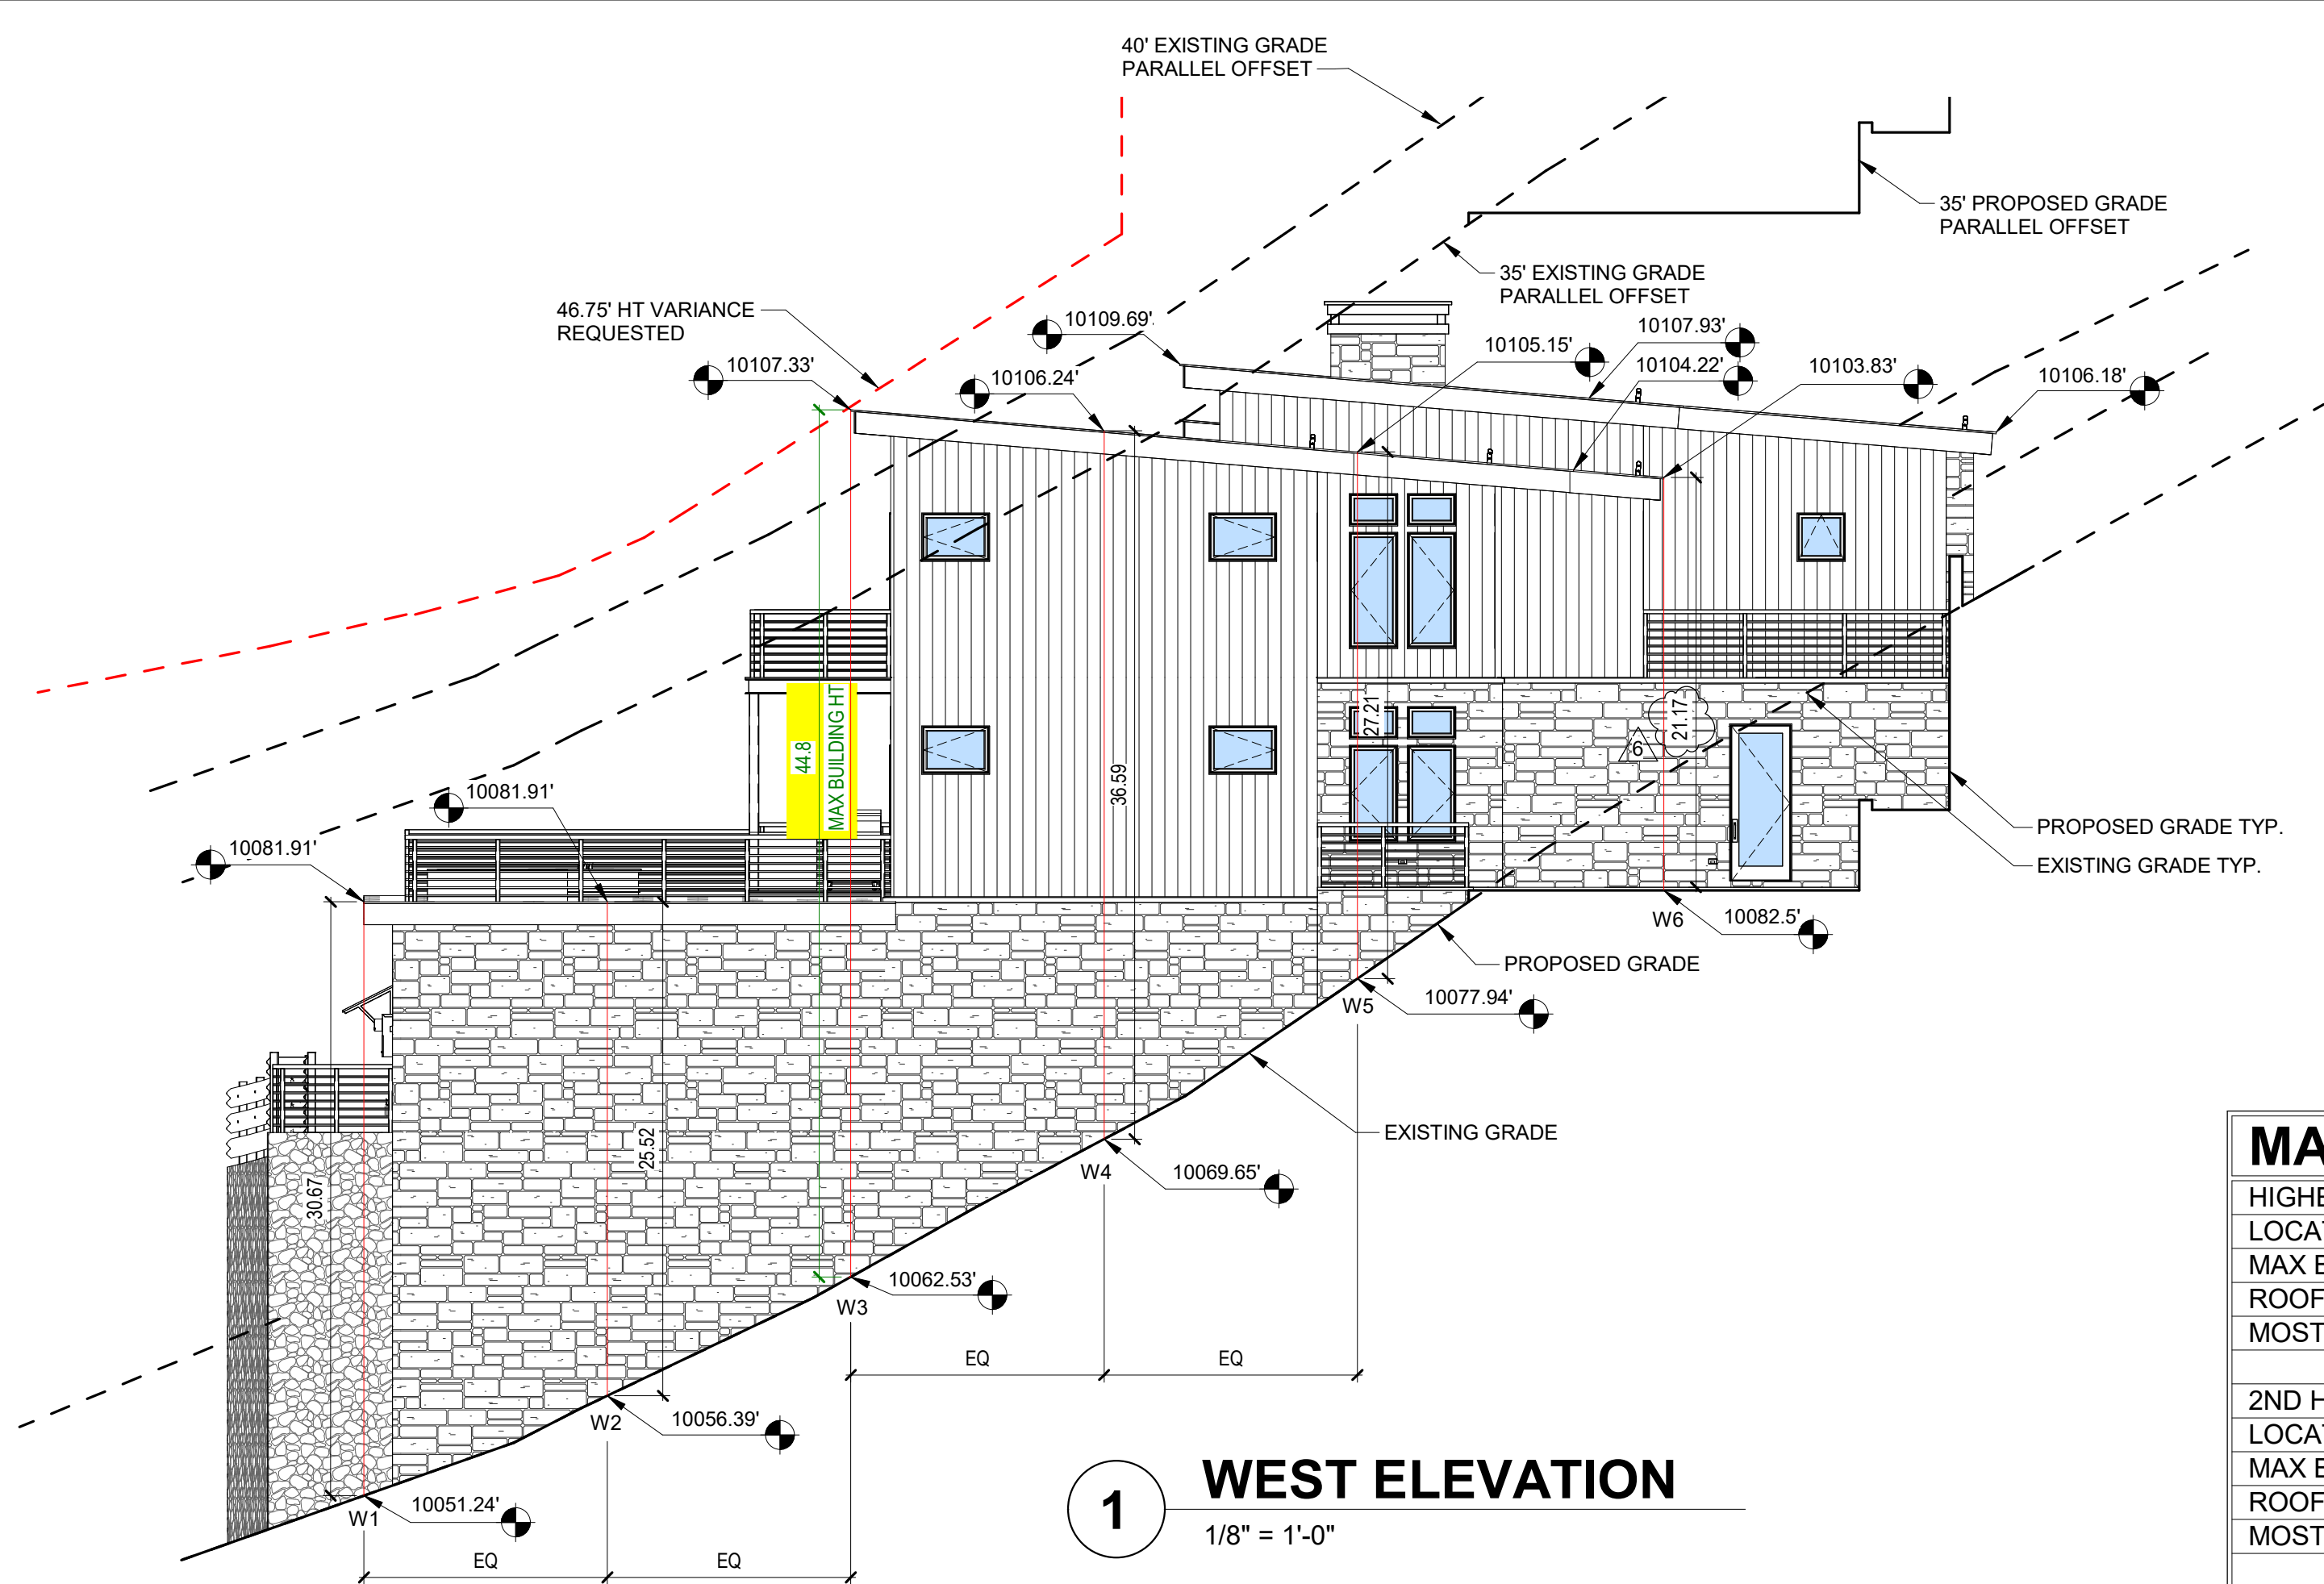 40' EXISTING GRADE
PARALLEL OFFSET
35' PROPOSED GRADE
PARALLEL OFFSET
35' EXISTING GRADE
PARALLEL OFFSET
46.75' HT VARIANCE
REQUESTED
10109.69'
10107.93'
10105.15'
10104.22'
10103.83'
10106.18'
10107.33'
10106.24'
44.8
MAX BUILDING HT
36.59
27.21
21.17
6
10081.91'
10081.91'
PROPOSED GRADE TYP.
EXISTING GRADE TYP.
W6
10082.5'
PROPOSED GRADE
W5
10077.94'
EXISTING GRADE
W4
10069.65'
30.67
25.52
W3
10062.53'
EQ
EQ
W2
10056.39'
W1
10051.24'
EQ
EQ
1
WEST ELEVATION
1/8" = 1'-0"
MA
HIGHE
LOCAT
MAX B
ROOF
MOST
2ND H
LOCAT
MAX B
ROOF
MOST